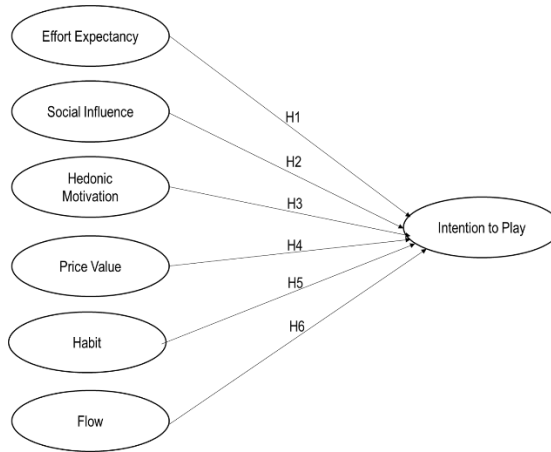 Effort Expectancy
H1
Social Influence
H2
Hedonic
Motivation
H3
Intention to Play
H4
Price Value
H5
Habit
H6
Flow